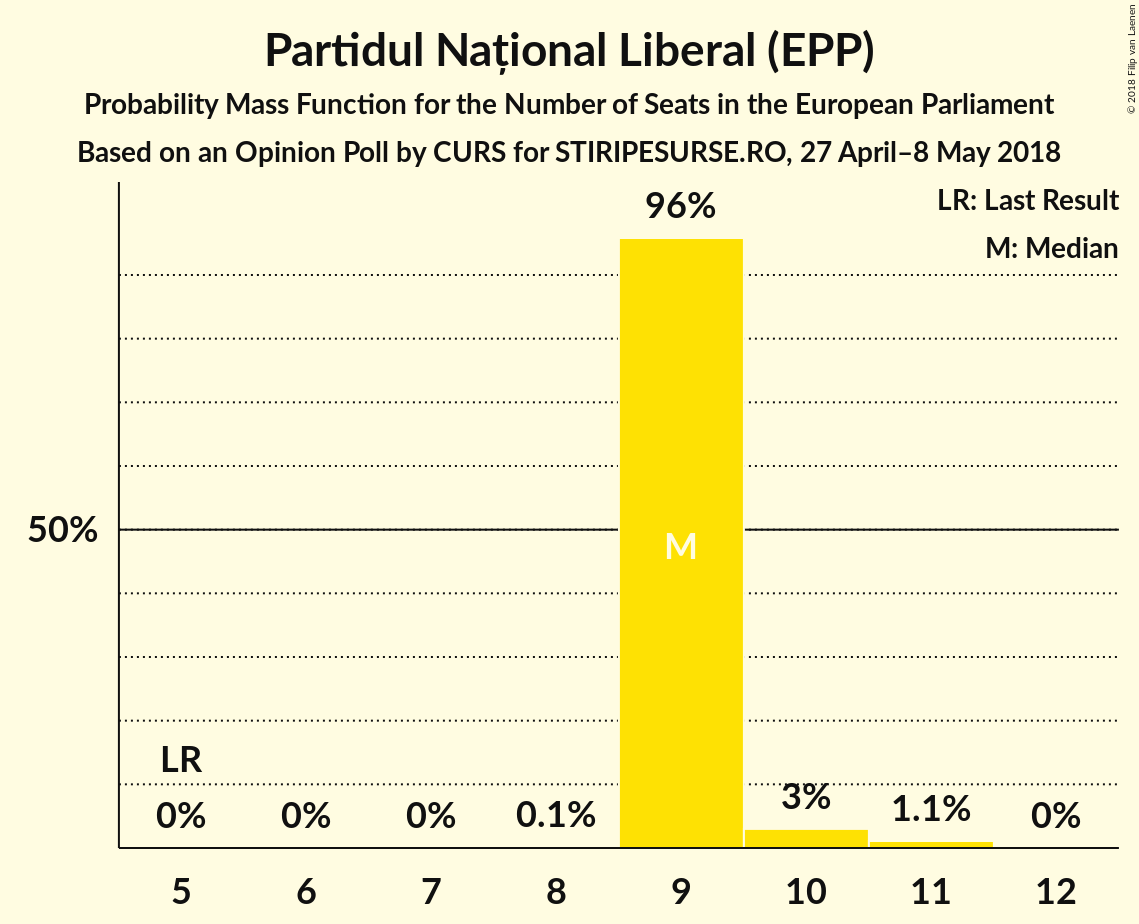 Partidul Național Liberal (EPP)
Probability Mass Function for the Number of Seats in the European Parliament
Based on an Opinion Poll by CURS for STIRIPESURSE.RO, 27 April–8 May 2018
© 2018 Filip van Laenen
LR: Last Result
M: Median
96%
50%
M
LR
0%
0%
0%
0.1%
3%
1.1%
0%
5
6
7
8
9
10
11
12